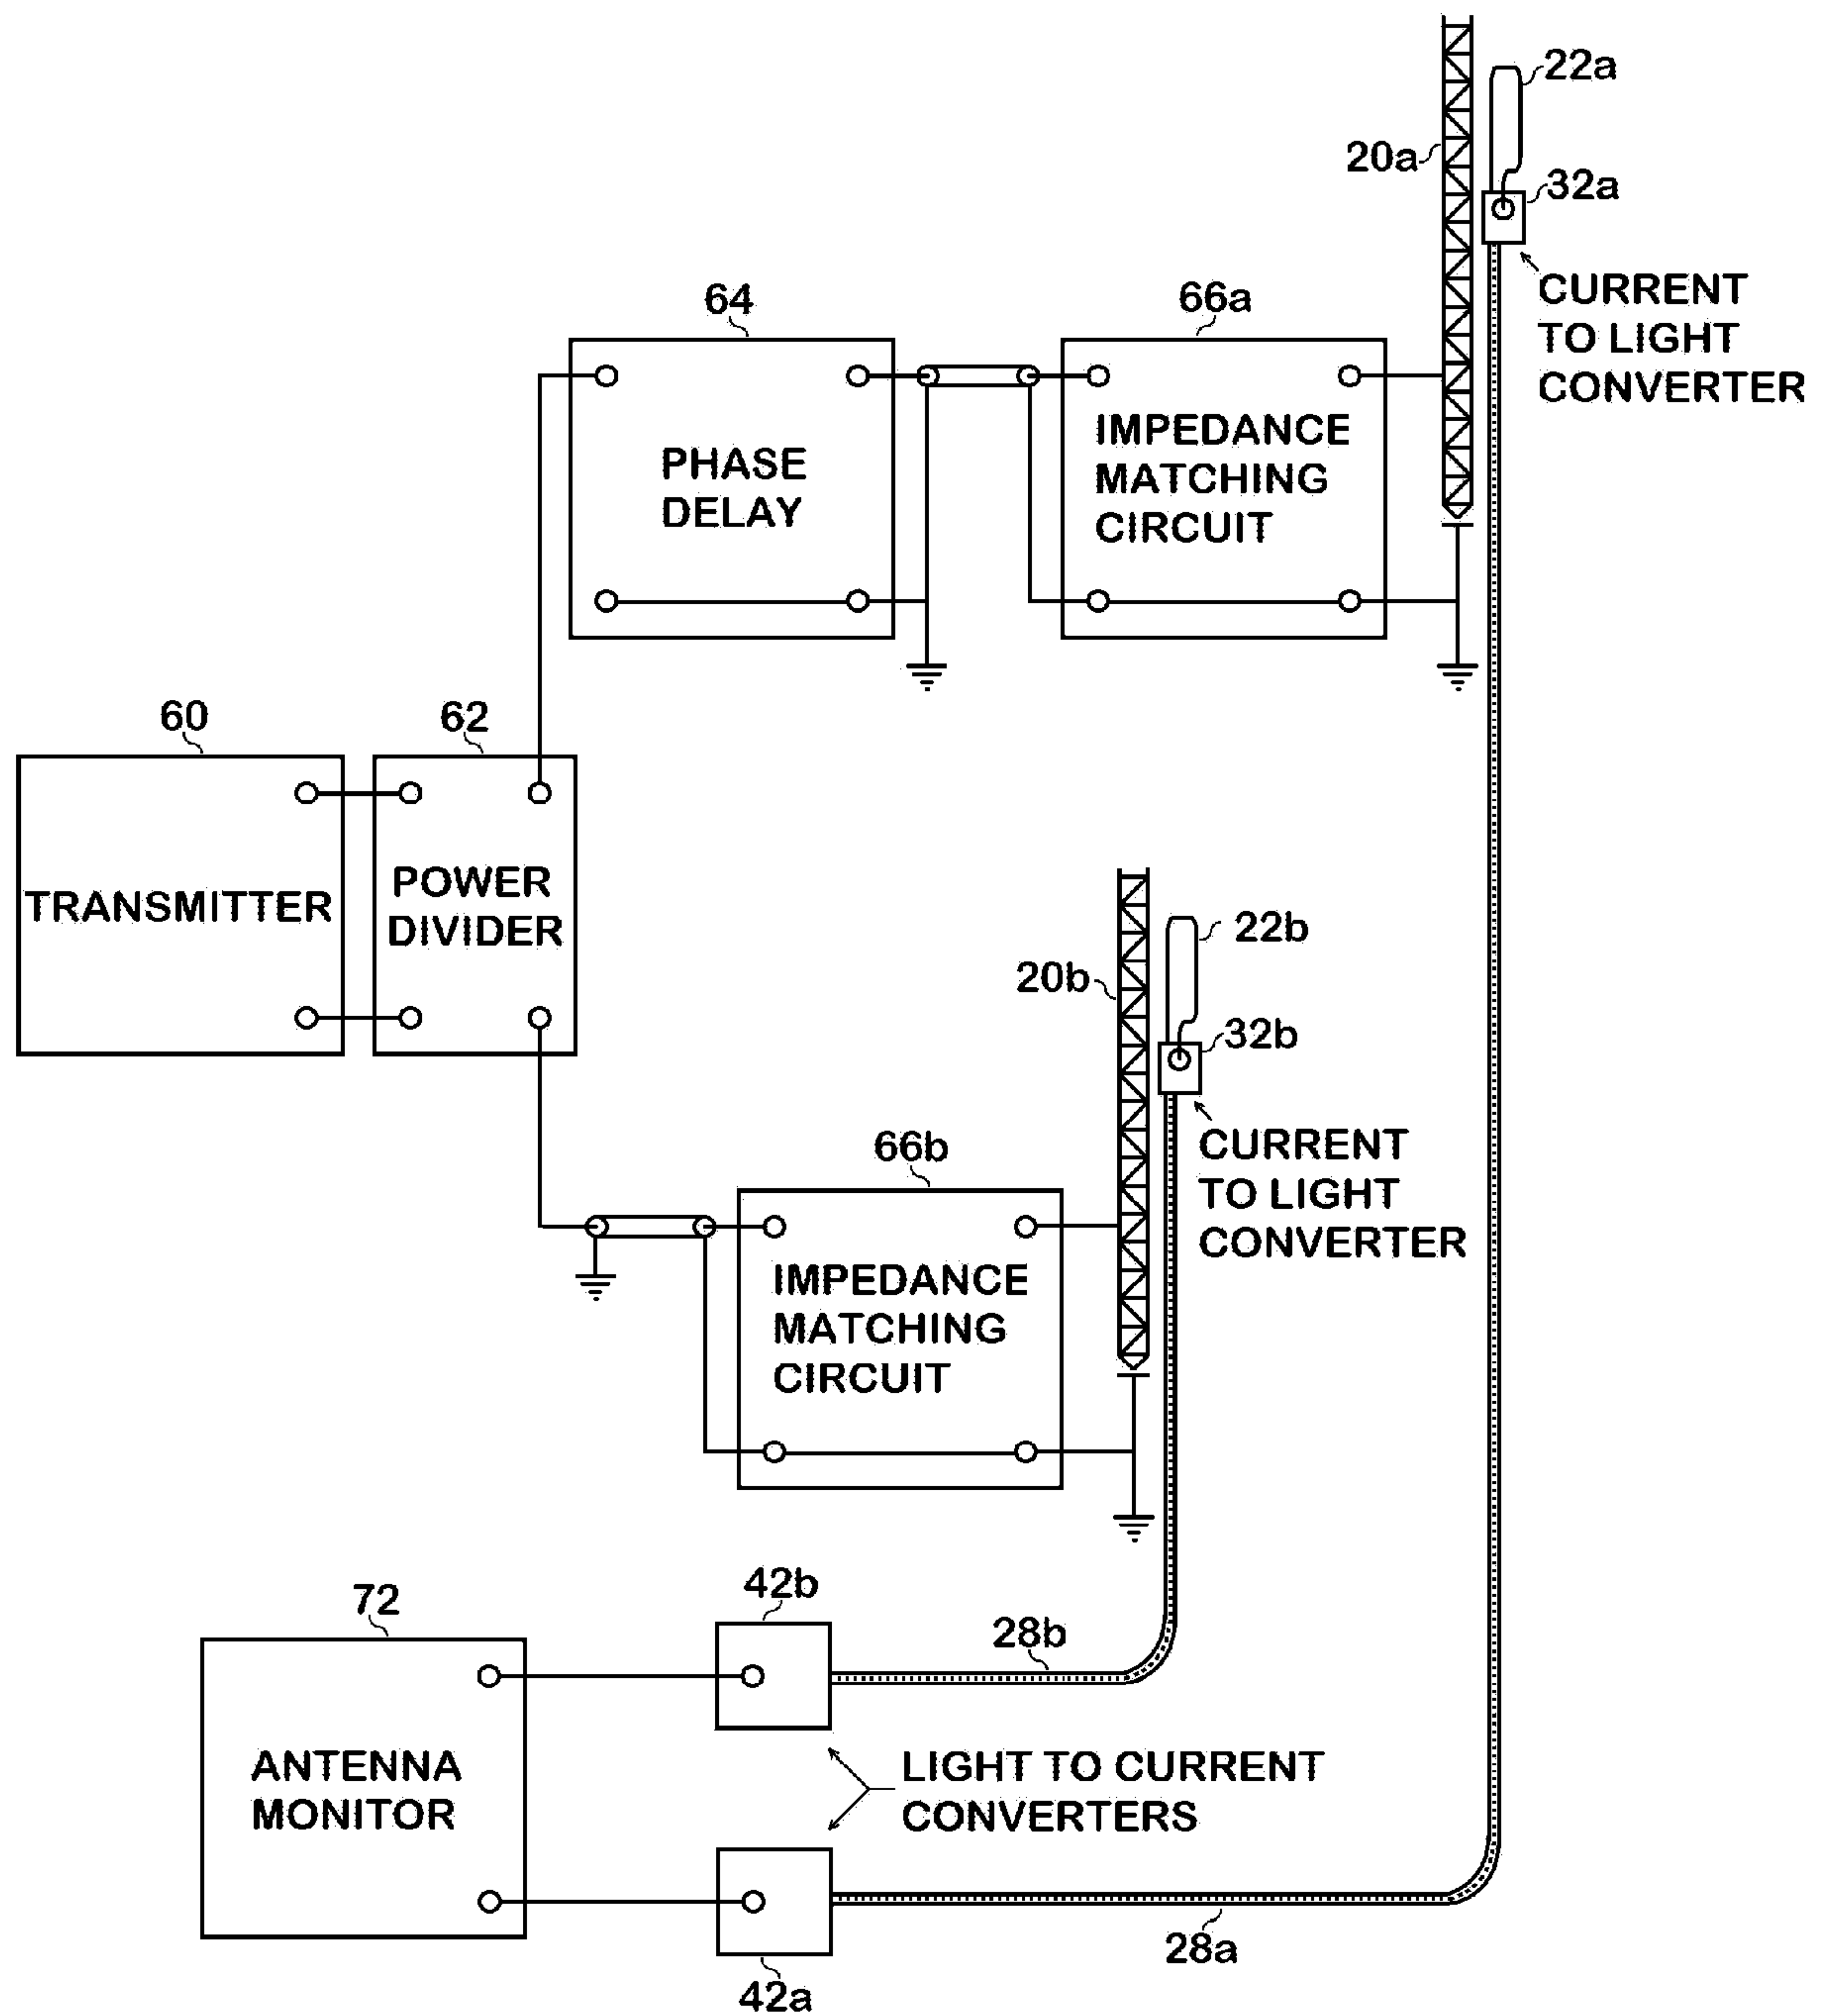 22a
20a
32a
CURRENT
TO LIGHT
CONVERTER
64
66a
PHASE
DELAY
IMPEDANCE
MATCHING
CIRCUIT
60
62
TRANSMITTER
POWER
DIVIDER
22b
20b
32b
CURRENT
TO LIGHT
CONVERTER
66b
IMPEDANCE
MATCHING
CIRCUIT
72
42b
28b
ANTENNA
MONITOR
LIGHT TO CURRENT
CONVERTERS
28a
42a